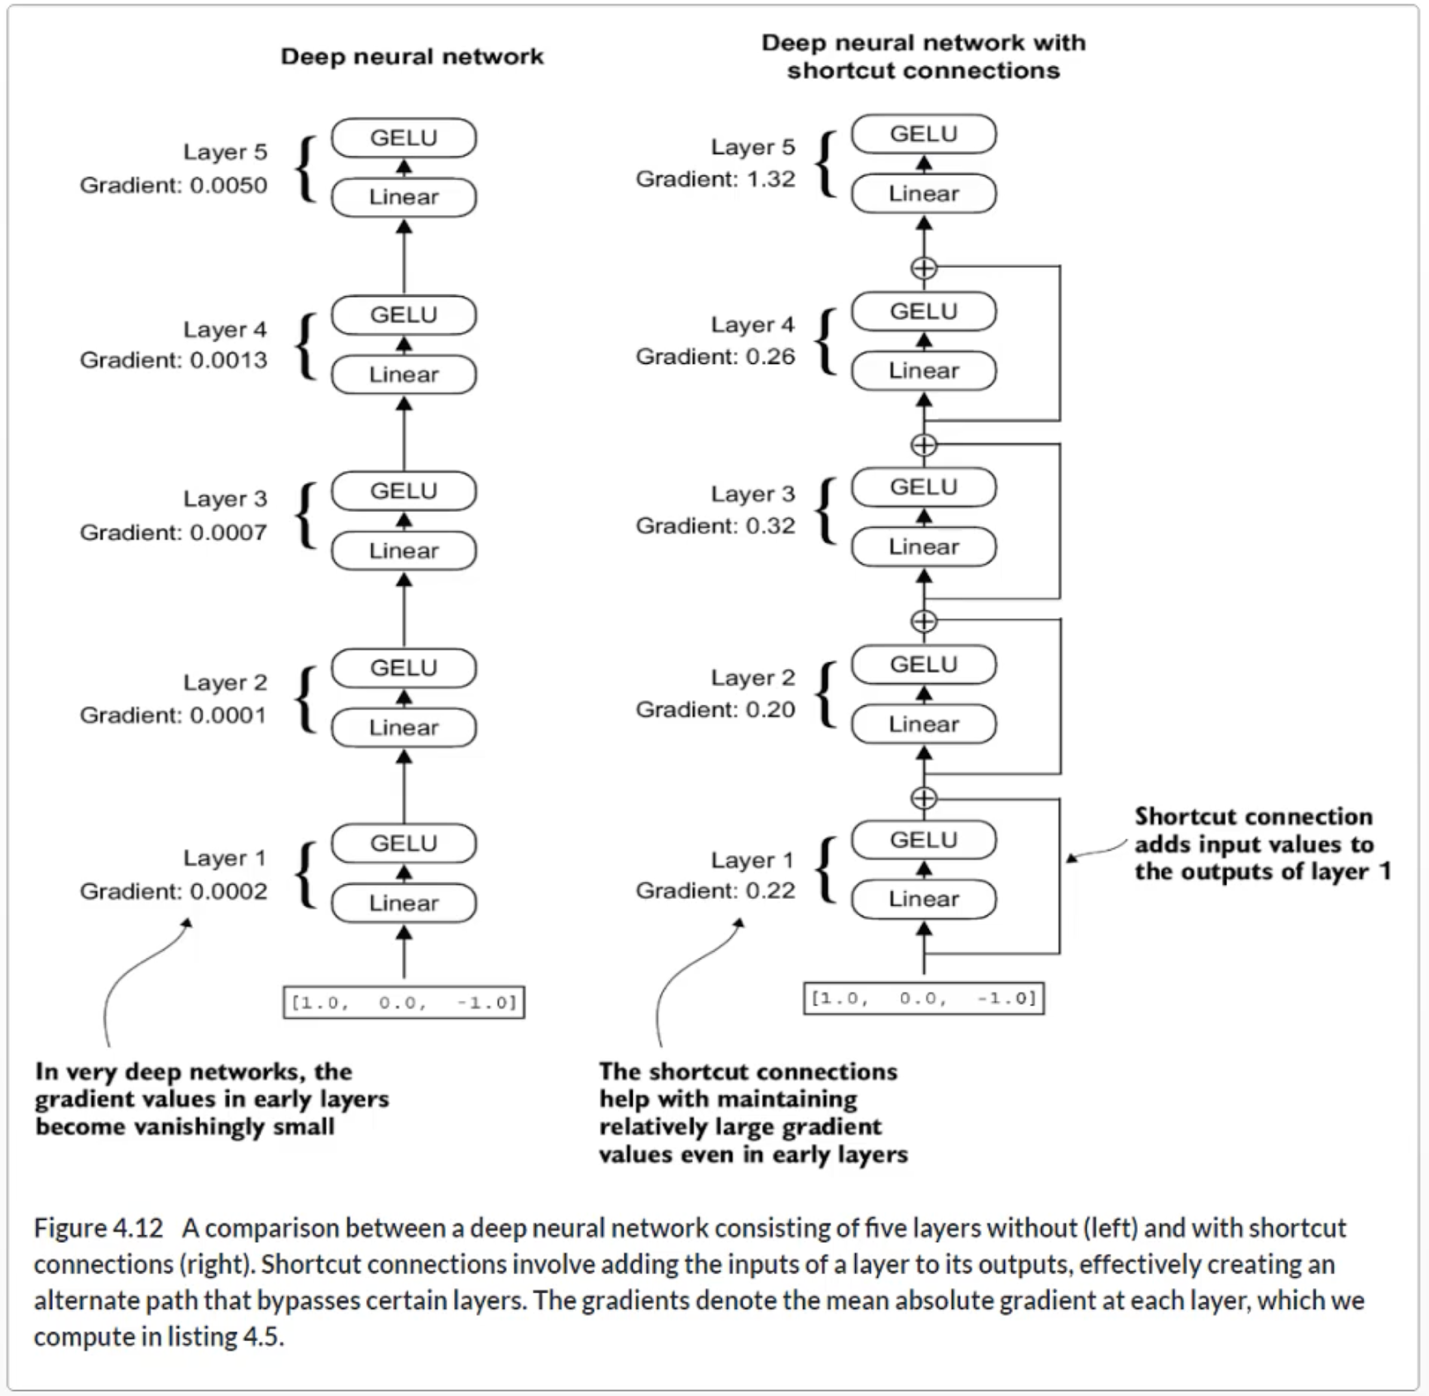 Deep neural network
Layer 5
Gradient: 0.0050
GELU
Linear
Layer 4
Gradient: 0.0013
GELU
Linear
Layer 3
Gradient: 0.0007
GELU
Linear
Layer 2
Gradient: 0.0001
GELU
Linear
Layer 1
Gradient: 0.0002
GELU
Linear
[1.0, 0.0, -1.0]
In very deep networks, the
gradient values in early layers
become vanishingly small
Deep neural network with
shortcut connections
Layer 5
Gradient: 1.32
GELU
Linear
Layer 4
Gradient: 0.26
GELU
Linear
Layer 3
Gradient: 0.32
GELU
Linear
Layer 2
Gradient: 0.20
GELU
Linear
Layer 1
Gradient: 0.22
GELU
Linear
[1.0, 0.0, -1.0]
Shortcut connection
adds input values to
the outputs of layer 1
The shortcut connections
help with maintaining
relatively large gradient
values even in early layers
Figure 4.12 A comparison between a deep neural network consisting of five layers without (left) and with shortcut
connections (right). Shortcut connections involve adding the inputs of a layer to its outputs, effectively creating an
alternate path that bypasses certain layers. The gradients denote the mean absolute gradient at each layer, which we
compute in listing 4.5.